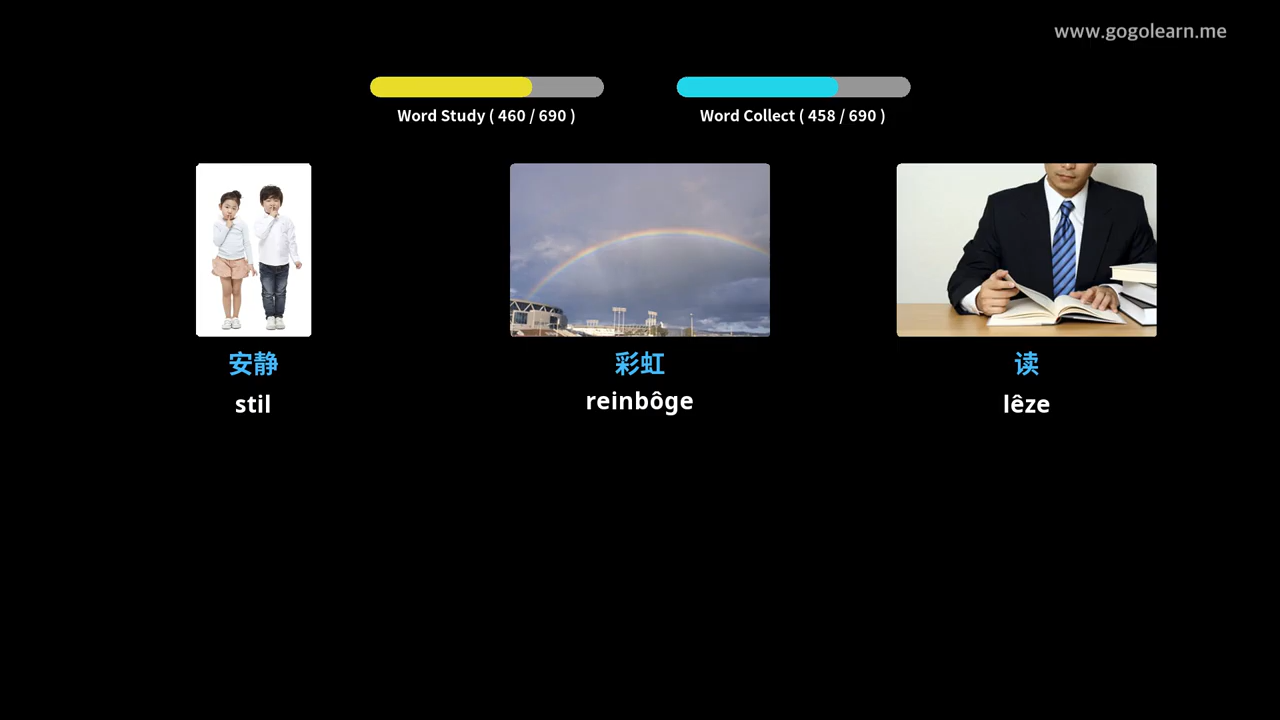 www.gogolearn.me
Word Study ( 460 / 690 )
Word Collect ( 458 / 690 )
安静
stil
彩虹
reinbôge
读
lêze